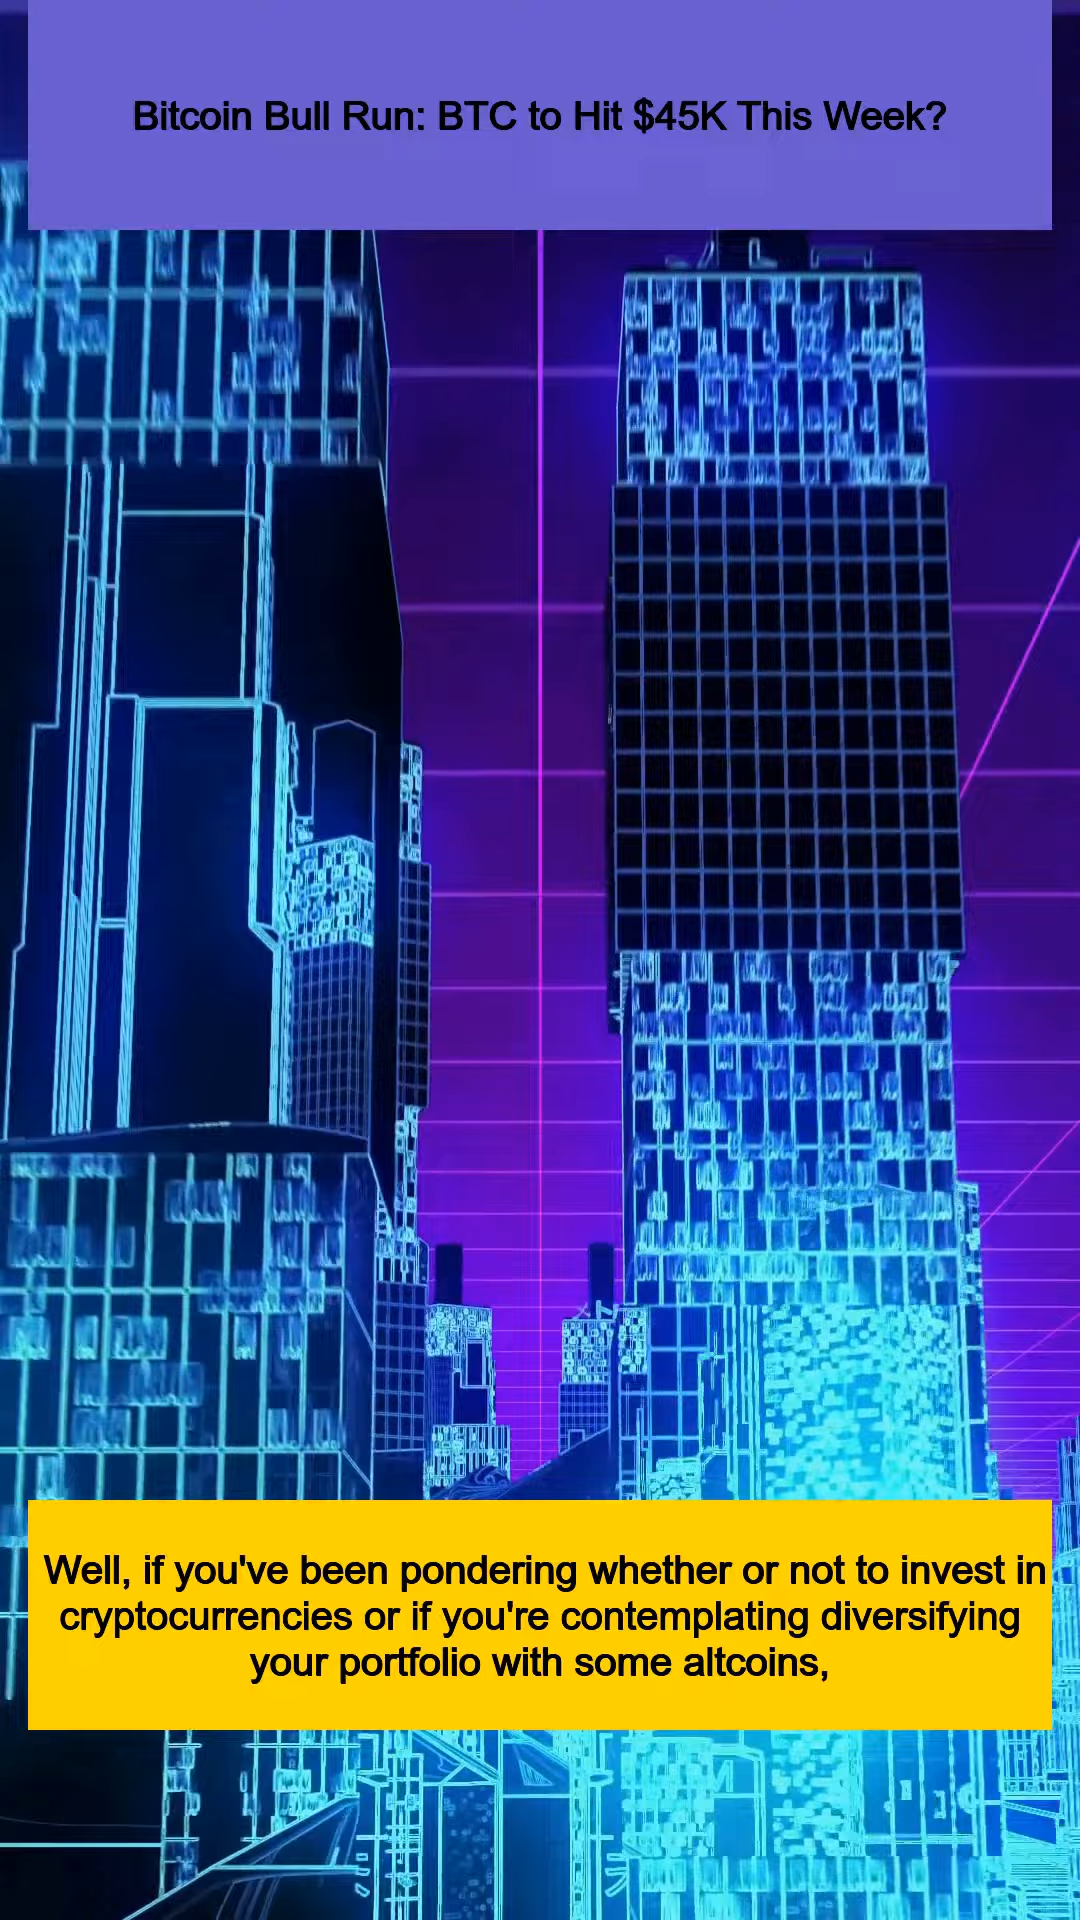 Bitcoin Bull Run: BTC to Hit $45K This Week?
Well, if you've been pondering whether or not to invest in
cryptocurrencies or if you're contemplating diversifying
your portfolio with some altcoins,